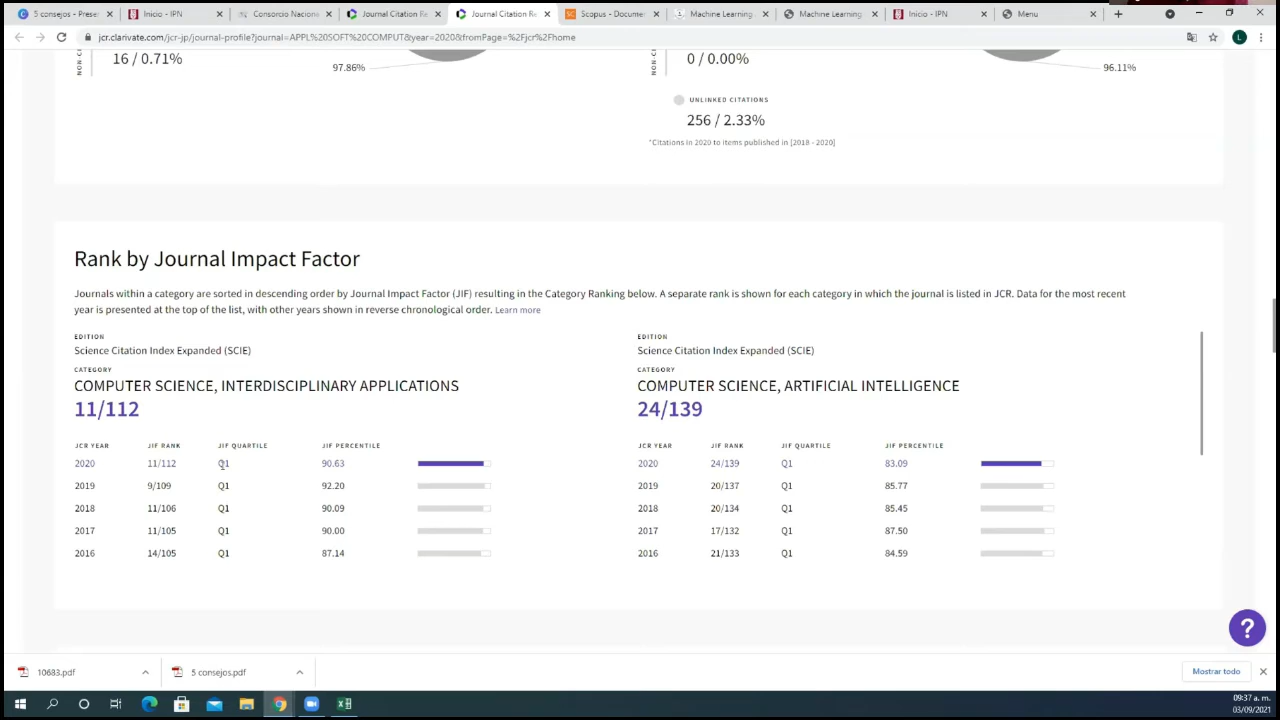 5 consejos
Inicio - IPN
Consorcio Naciona
Journal Citation Re
Journal Citation Re
Scopus - Documen
Machine Learning
Machine Learning
Inicio - IPN
Menu
jcr.clarivate.com/jcr-jp/journal-profile?journal=APPL%20SOFT%20COMPUT&year=2020&fromPage=%2Fjcr%2Fhome
L
NON-C
16 / 0.71%
97.86%
NON-C
0 / 0.00%
96.11%
UNLINKED CITATIONS
256 / 2.33%
*Citations in 2020 to items published in [2018 - 2020]
Rank by Journal Impact Factor
Journals within a category are sorted in descending order by Journal Impact Factor (JIF) resulting in the Category Ranking below. A separate rank is shown for each category in which the journal is listed in JCR. Data for the most recent
year is presented at the top of the list, with other years shown in reverse chronological order. Learn more
EDITION
Science Citation Index Expanded (SCIE)
CATEGORY
COMPUTER SCIENCE, INTERDISCIPLINARY APPLICATIONS
11/112
JCR YEAR JIF RANK JIF QUARTILE JIF PERCENTILE
2020 11/112 Q1 90.63
2019 9/109 Q1 92.20
2018 11/106 Q1 90.09
2017 11/105 Q1 90.00
2016 14/105 Q1 87.14
EDITION
Science Citation Index Expanded (SCIE)
CATEGORY
COMPUTER SCIENCE, ARTIFICIAL INTELLIGENCE
24/139
JCR YEAR JIF RANK JIF QUARTILE JIF PERCENTILE
2020 24/139 Q1 83.09
2019 20/137 Q1 85.77
2018 20/134 Q1 85.45
2017 17/132 Q1 87.50
2016 21/133 Q1 84.59
?
10683.pdf
5 consejos.pdf
Mostrar todo
09:37 a. m.
03/09/2021